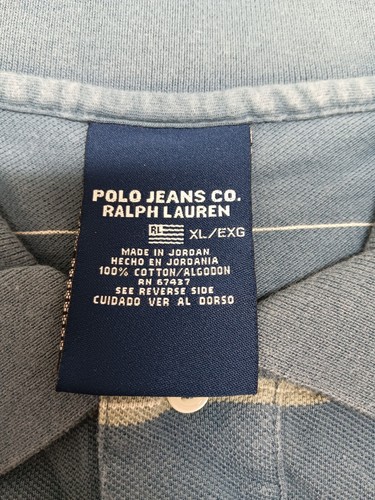 POLO JEANS CO.
RALPH LAUREN
RL XL/EXG
MADE IN JORDAN
HECHO EN JORDANIA
100% COTTON/ALGODON
RN 67437
SEE REVERSE SIDE
CUIDADO VER AL DORSO